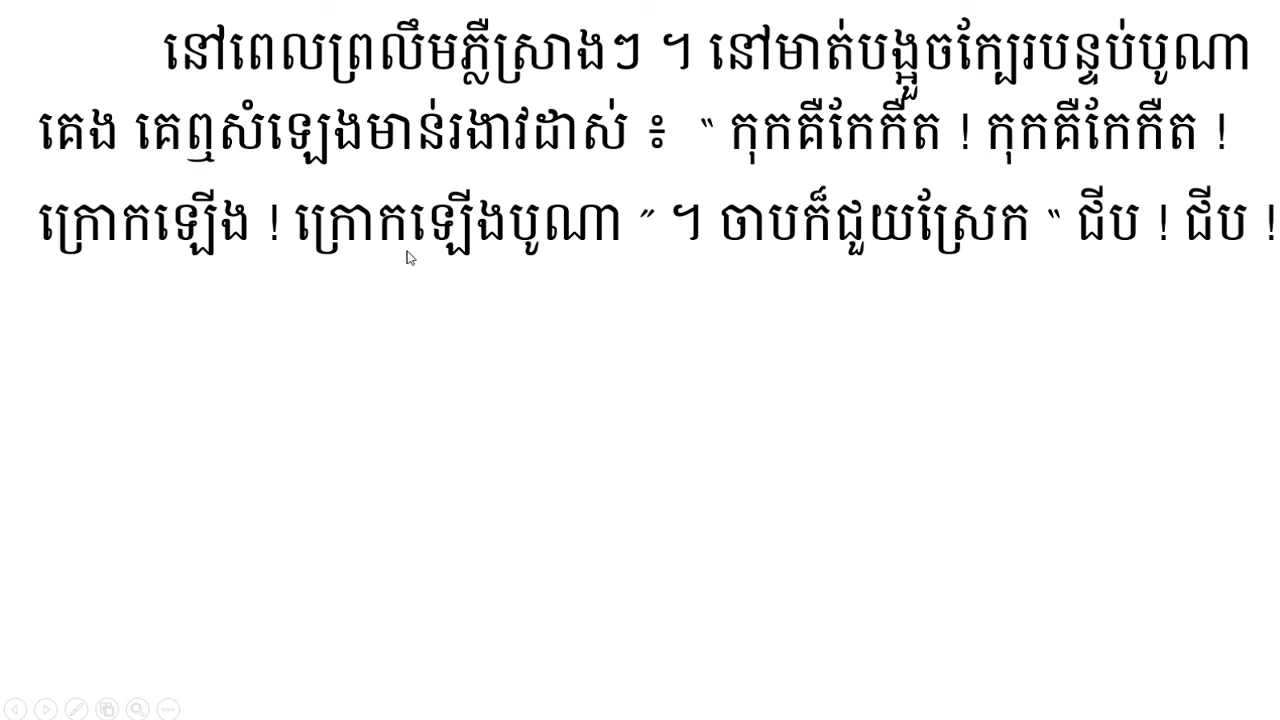 នៅពេលព្រលឹមភ្លឺស្រាងៗ ។ នៅមាត់បង្អួចក្បែរបន្ទប់បូណា
គេង គេឮសំឡេងមាន់រងាវដាស់ ៖ “ កុកគឺកែកឺត ! កុកគឺកែកឺត !
ក្រោកឡើង ! ក្រោកឡើងបូណា ” ។ ចាបក៏ជួយស្រែក “ ជីប ! ជីប !